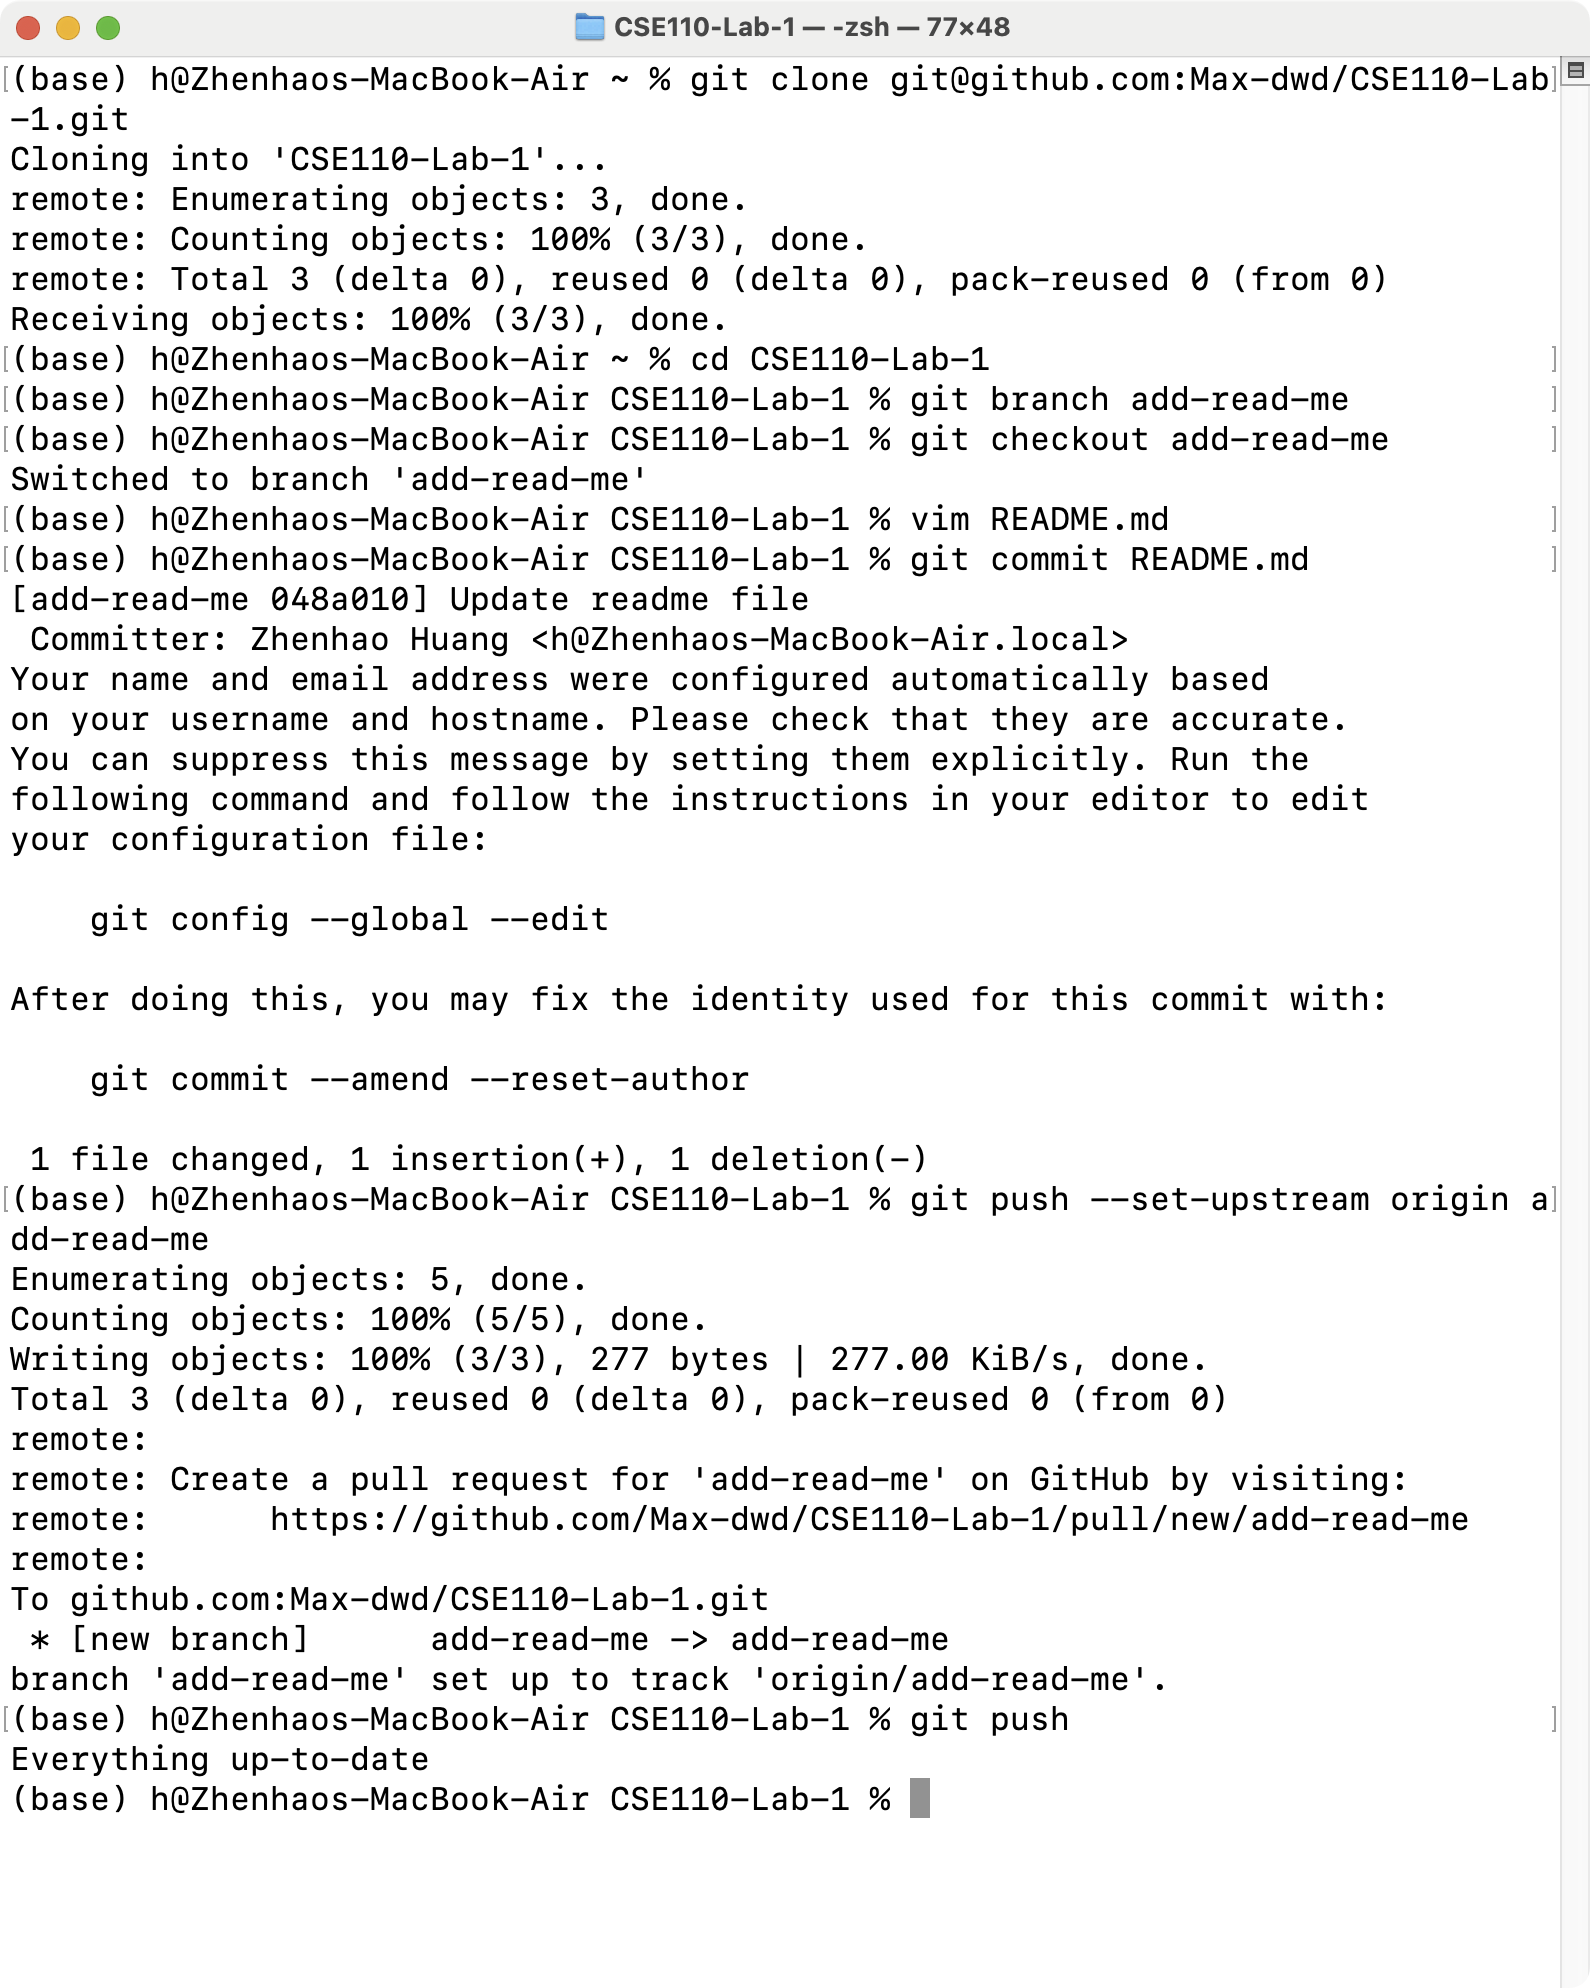 CSE110-Lab-1 — -zsh — 77×48
[(base) h@Zhenhaos-MacBook-Air ~ % git clone git@github.com:Max-dwd/CSE110-Lab]
-1.git
Cloning into 'CSE110-Lab-1'...
remote: Enumerating objects: 3, done.
remote: Counting objects: 100% (3/3), done.
remote: Total 3 (delta 0), reused 0 (delta 0), pack-reused 0 (from 0)
Receiving objects: 100% (3/3), done.
[(base) h@Zhenhaos-MacBook-Air ~ % cd CSE110-Lab-1 ]
[(base) h@Zhenhaos-MacBook-Air CSE110-Lab-1 % git branch add-read-me ]
[(base) h@Zhenhaos-MacBook-Air CSE110-Lab-1 % git checkout add-read-me ]
Switched to branch 'add-read-me'
[(base) h@Zhenhaos-MacBook-Air CSE110-Lab-1 % vim README.md ]
[(base) h@Zhenhaos-MacBook-Air CSE110-Lab-1 % git commit README.md ]
[add-read-me 048a010] Update readme file
 Committer: Zhenhao Huang <h@Zhenhaos-MacBook-Air.local>
Your name and email address were configured automatically based
on your username and hostname. Please check that they are accurate.
You can suppress this message by setting them explicitly. Run the
following command and follow the instructions in your editor to edit
your configuration file:
    git config --global --edit
After doing this, you may fix the identity used for this commit with:
    git commit --amend --reset-author
 1 file changed, 1 insertion(+), 1 deletion(-)
[(base) h@Zhenhaos-MacBook-Air CSE110-Lab-1 % git push --set-upstream origin a]
dd-read-me
Enumerating objects: 5, done.
Counting objects: 100% (5/5), done.
Writing objects: 100% (3/3), 277 bytes | 277.00 KiB/s, done.
Total 3 (delta 0), reused 0 (delta 0), pack-reused 0 (from 0)
remote:
remote: Create a pull request for 'add-read-me' on GitHub by visiting:
remote:      https://github.com/Max-dwd/CSE110-Lab-1/pull/new/add-read-me
remote:
To github.com:Max-dwd/CSE110-Lab-1.git
 * [new branch]      add-read-me -> add-read-me
branch 'add-read-me' set up to track 'origin/add-read-me'.
[(base) h@Zhenhaos-MacBook-Air CSE110-Lab-1 % git push ]
Everything up-to-date
(base) h@Zhenhaos-MacBook-Air CSE110-Lab-1 %